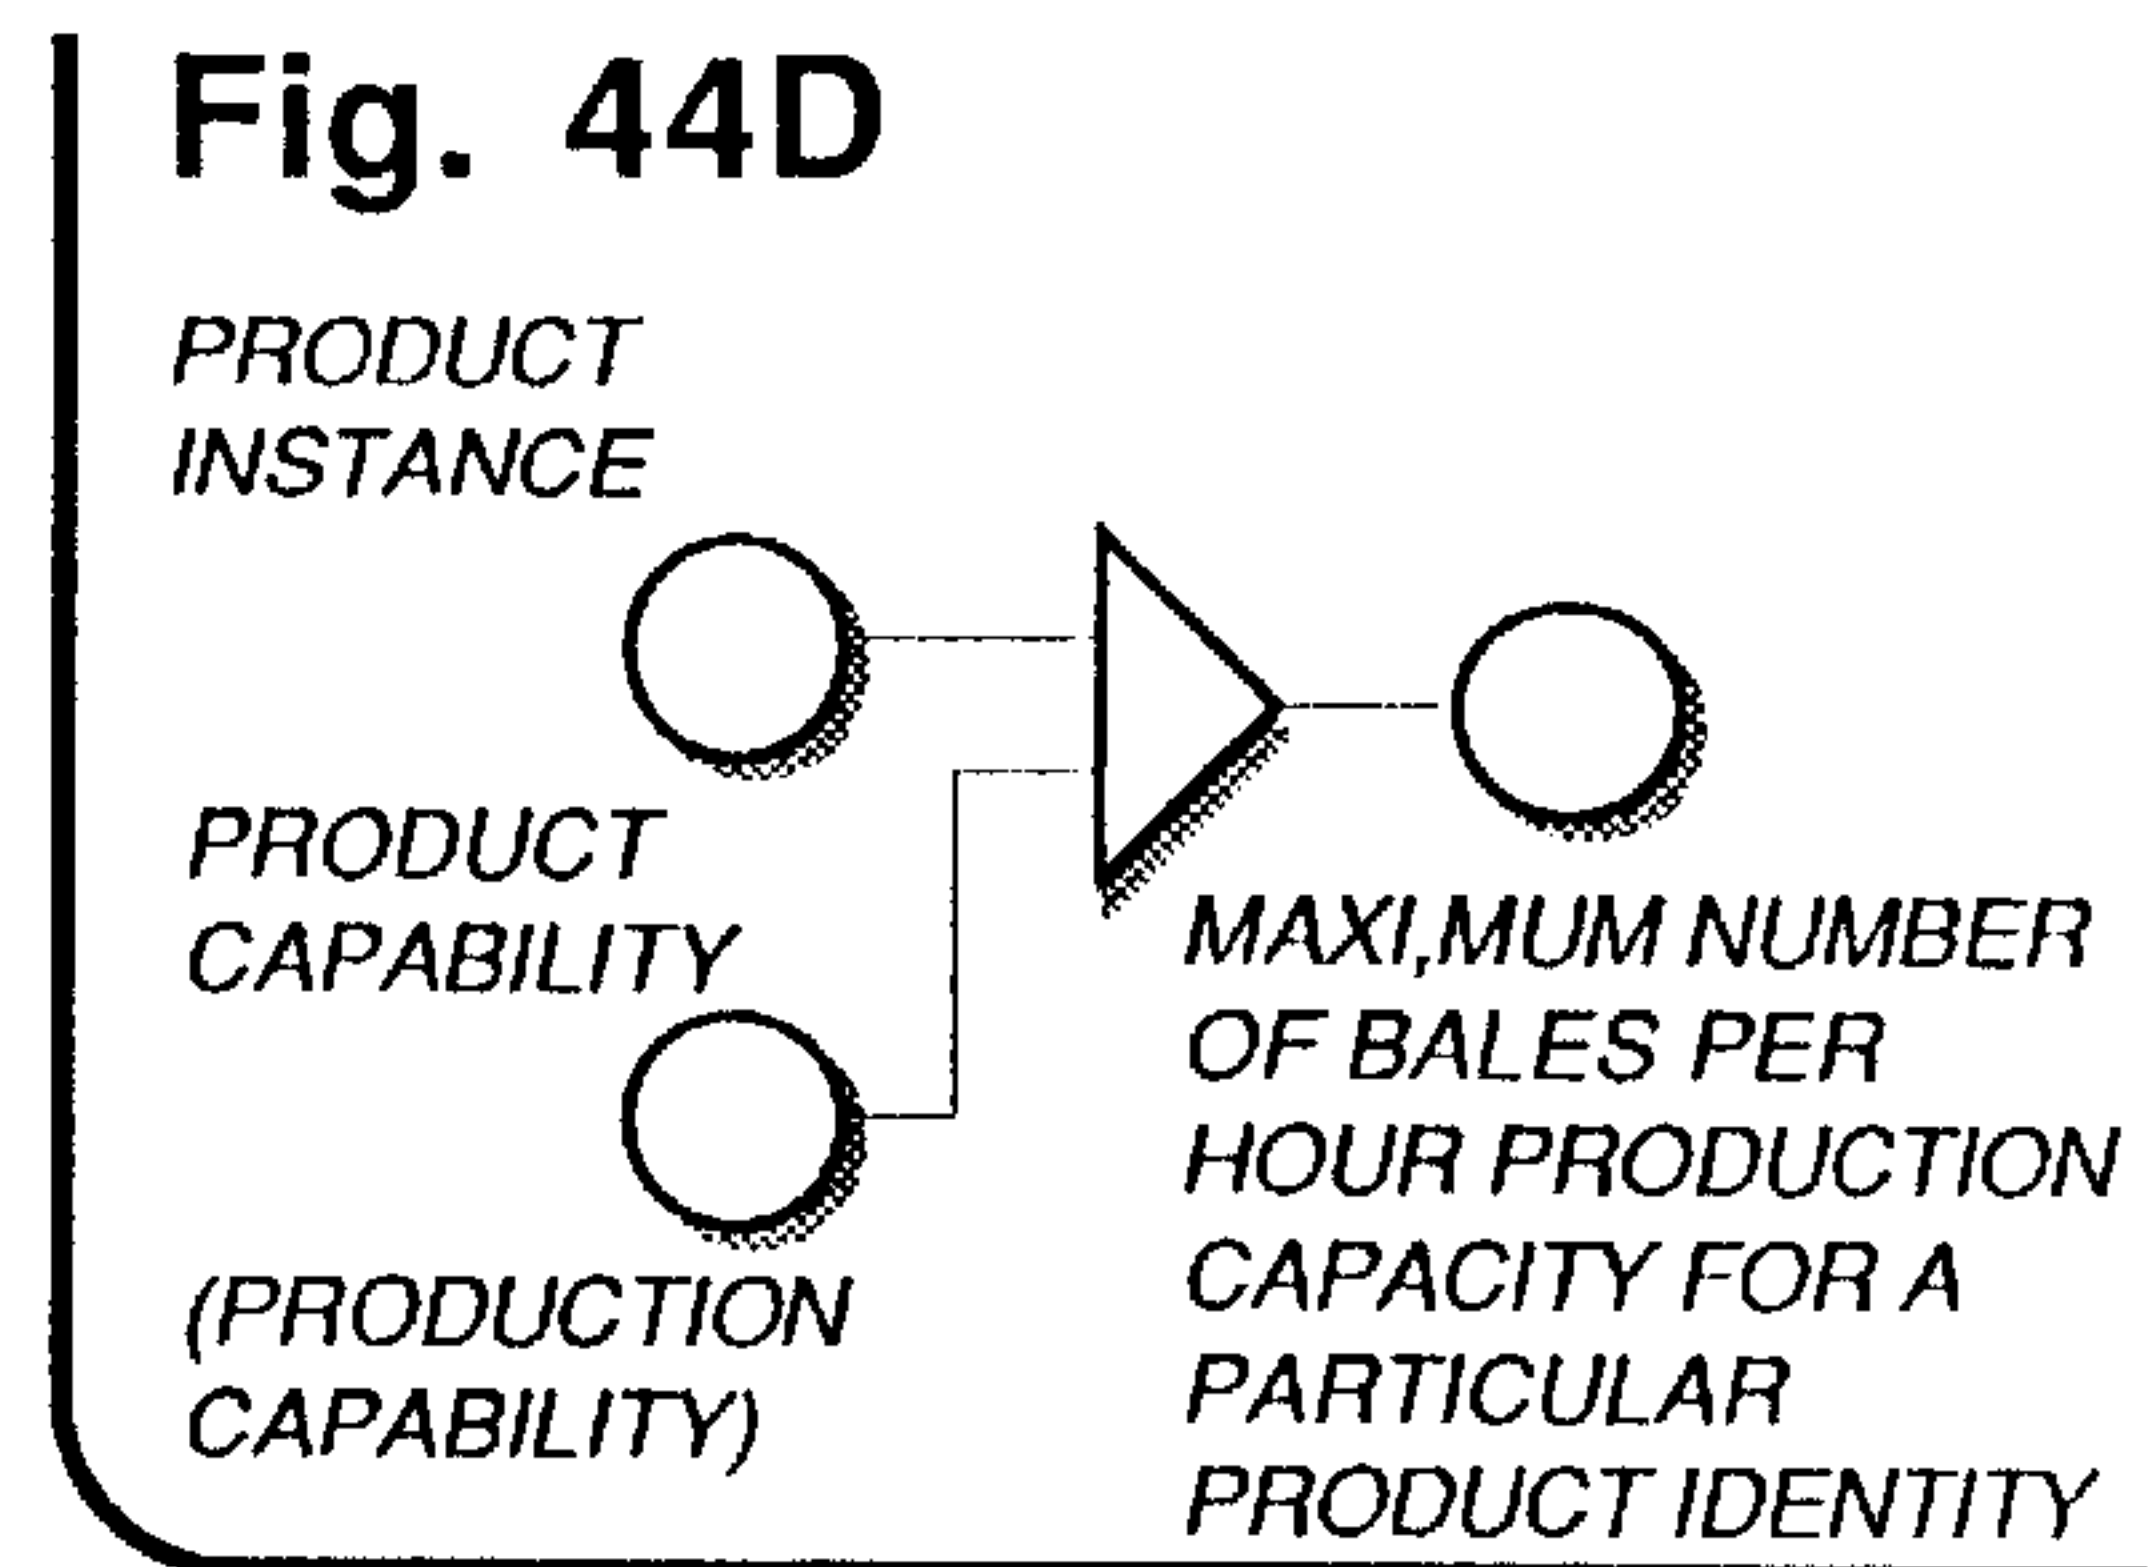 Fig. 44D
PRODUCT
INSTANCE
PRODUCT
CAPABILITY
(PRODUCTION
CAPABILITY)
MAXI,MUM NUMBER
OF BALES PER
HOUR PRODUCTION
CAPACITY FOR A
PARTICULAR
PRODUCT IDENTITY